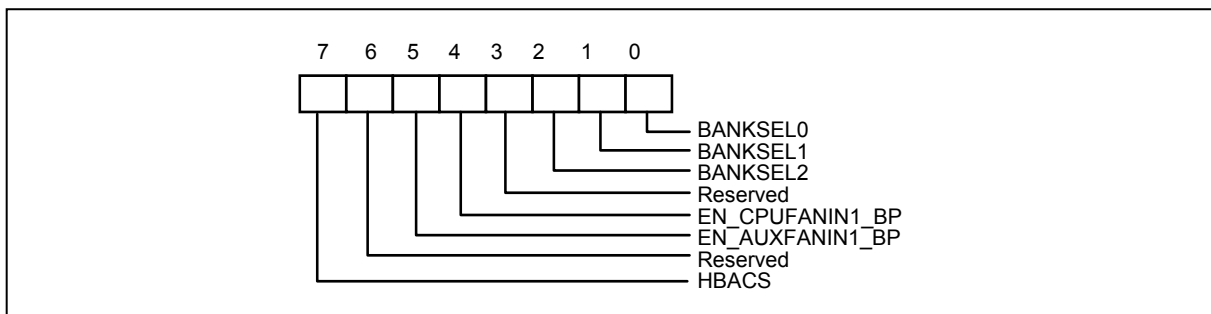 7 6 5 4 3 2 1 0
BANKSEL0
BANKSEL1
BANKSEL2
Reserved
EN_CPUFANIN1_BP
EN_AUXFANIN1_BP
Reserved
HBACS